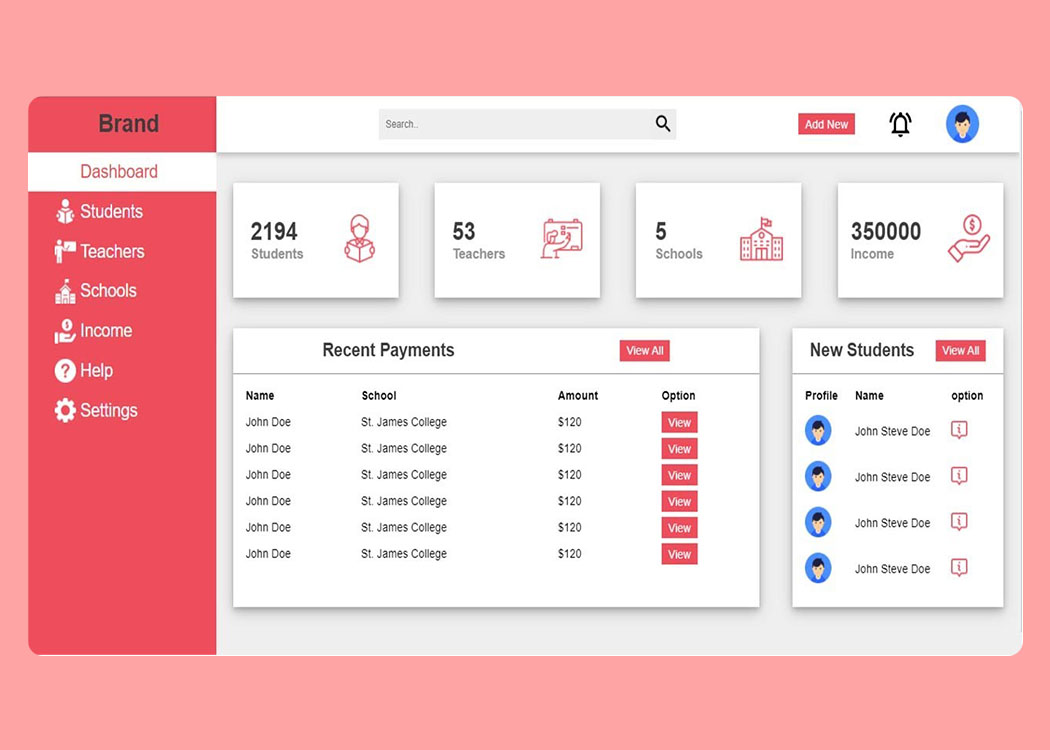 Brand
Search..
Add New
Dashboard
Students
Teachers
Schools
Income
Help
Settings
2194
Students
53
Teachers
5
Schools
350000
Income
Recent Payments View All
Name School Amount Option
John Doe St. James College $120 View
John Doe St. James College $120 View
John Doe St. James College $120 View
John Doe St. James College $120 View
John Doe St. James College $120 View
John Doe St. James College $120 View
New Students View All
Profile Name option
John Steve Doe
John Steve Doe
John Steve Doe
John Steve Doe